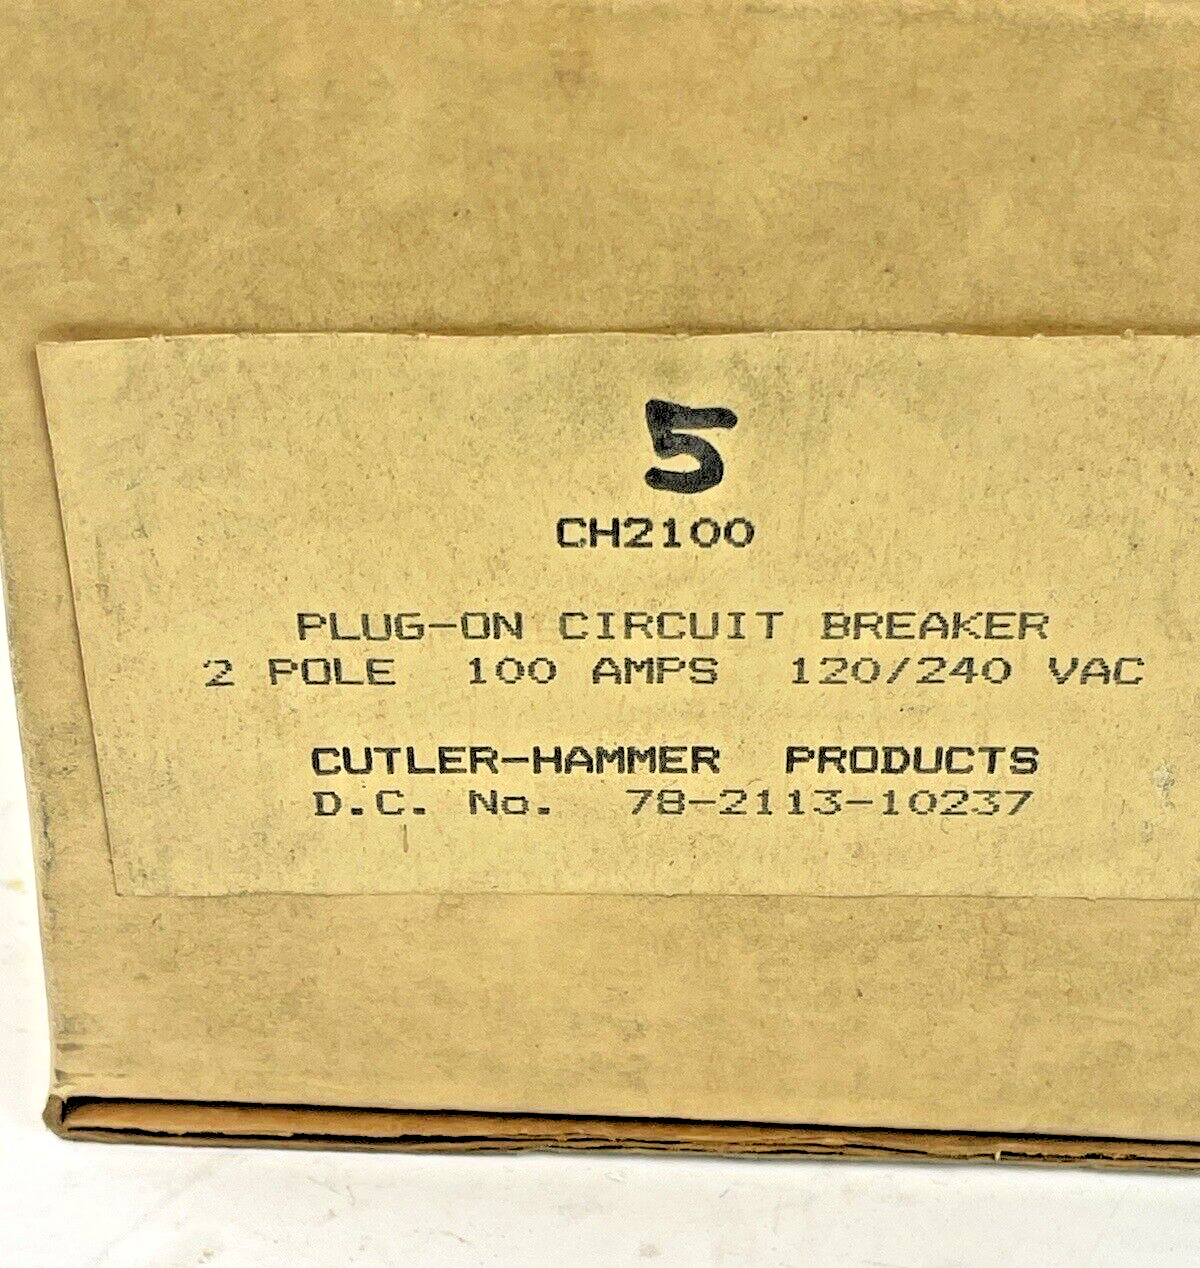 5
CH2100
PLUG-ON CIRCUIT BREAKER
2 POLE 100 AMPS 120/240 VAC
CUTLER-HAMMER PRODUCTS
D.C. No. 78-2113-10237